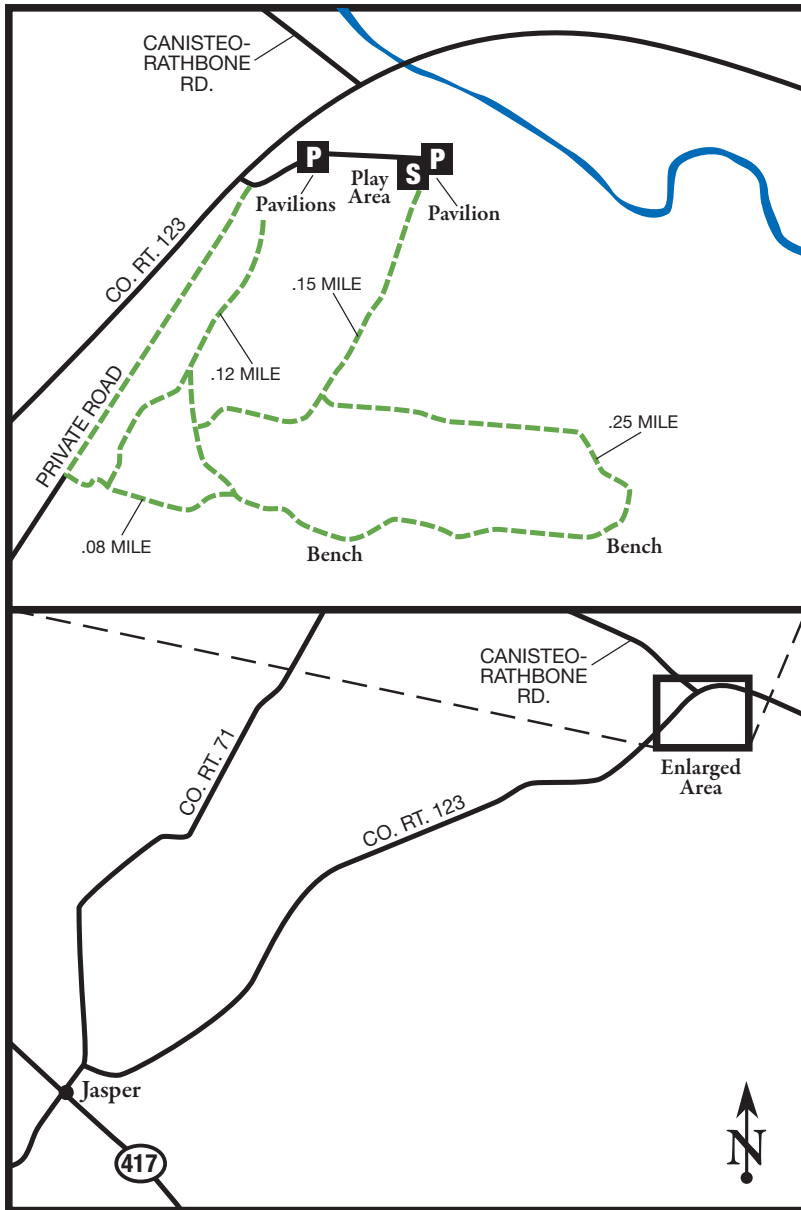 CANISTEO-
RATHBONE
RD.
P
P
S
Play
Area
Pavilions
Pavilion
CO. RT. 123
.15 MILE
.12 MILE
PRIVATE ROAD
.25 MILE
.08 MILE
Bench
Bench
CANISTEO-
RATHBONE
RD.
CO. RT. 71
Enlarged
Area
CO. RT. 123
Jasper
417
N